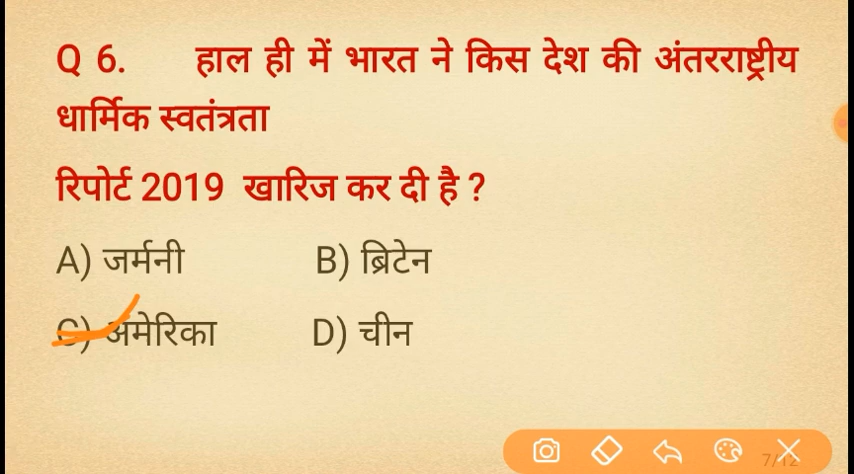 Q 6. हाल ही में भारत ने किस देश की अंतरराष्ट्रीय
धार्मिक स्वतंत्रता
रिपोर्ट 2019 खारिज कर दी है ?
A) जर्मनी B) ब्रिटेन
C) अमेरिका D) चीन
7/12